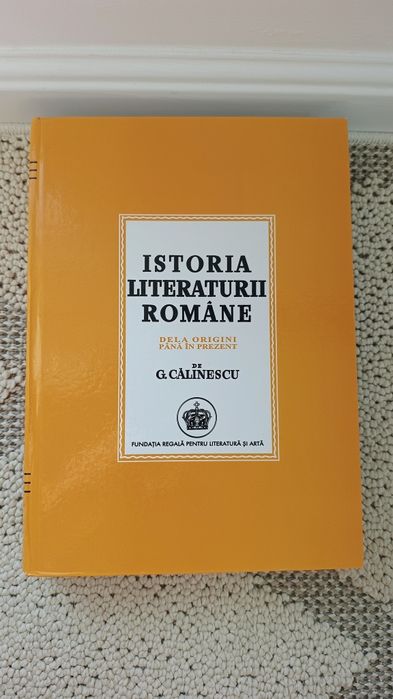 ISTORIA
LITERATURII
ROMÂNE
DELA ORIGINI
PÂNĂ ÎN PREZENT
DE
G. CĂLINESCU
FUNDAȚIA REGALĂ PENTRU LITERATURĂ ȘI ARTĂ